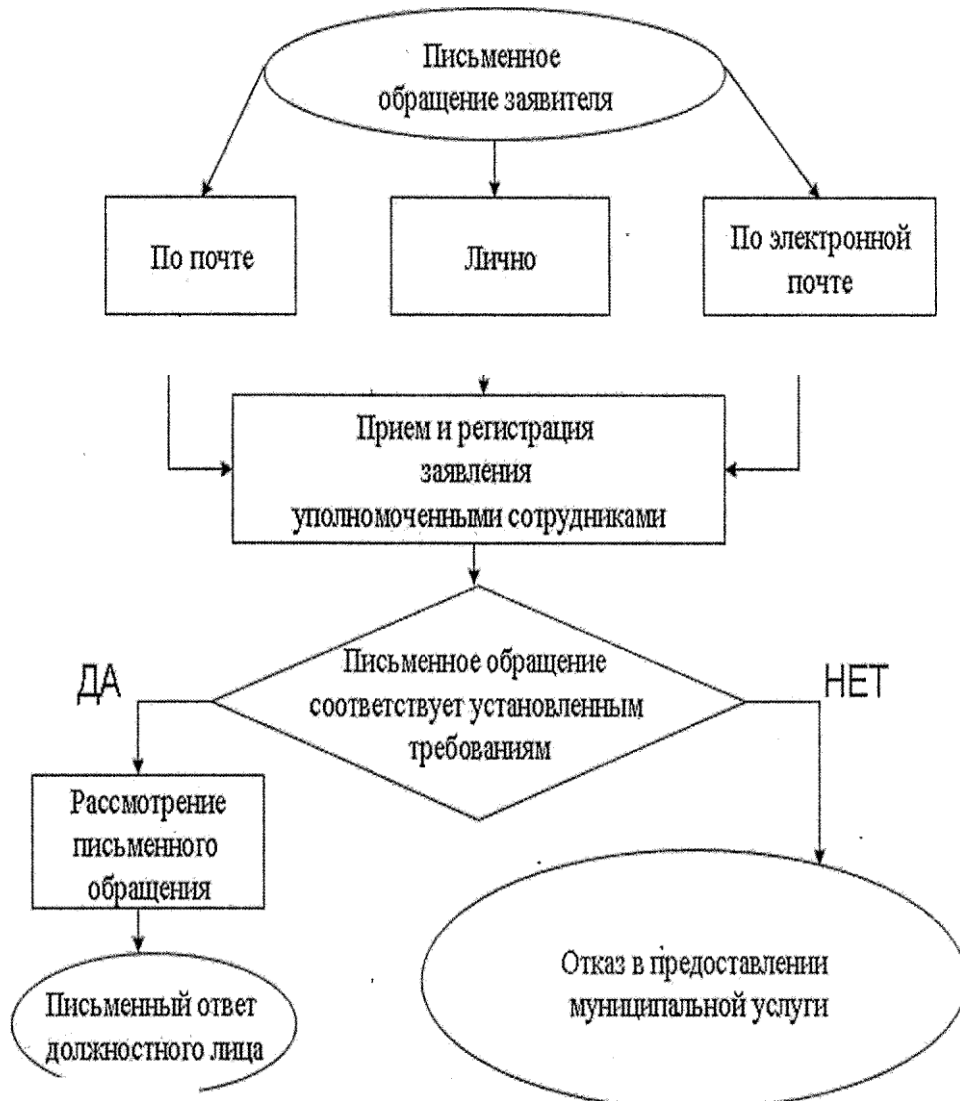 Письменное
обращение заявителя
По почте
Лично
По электронной
почте
Прием и регистрация
заявления
уполномоченными сотрудниками
Письменное обращение
соответствует установленным
требованиям
ДА
НЕТ
Рассмотрение
письменного
обращения
Письменный ответ
должностного лица
Отказ в предоставлении
муниципальной услуги